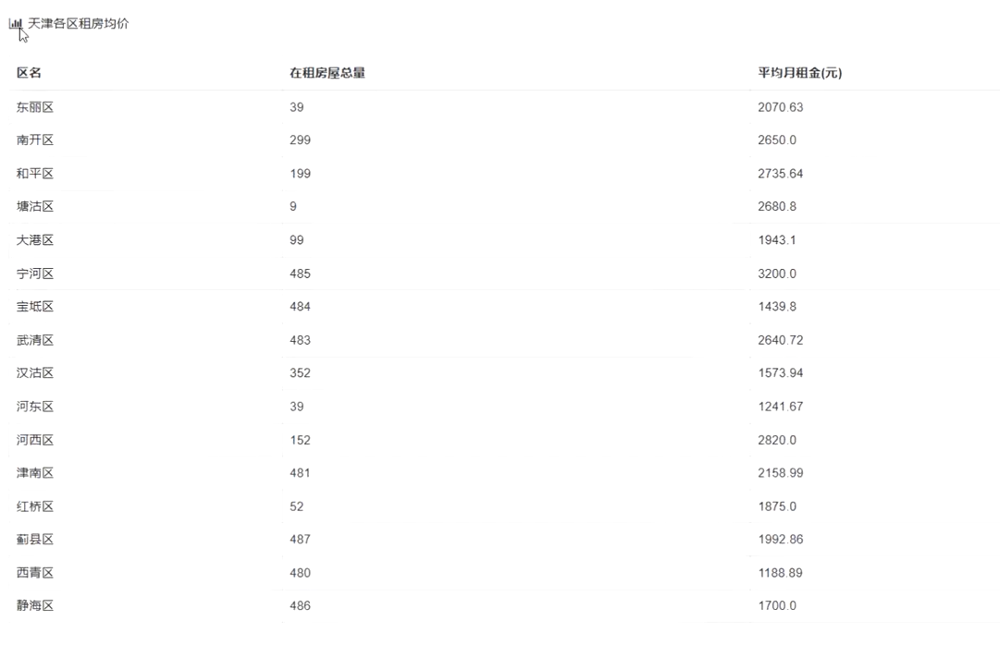 天津各区租房均价
区名 在租房屋总量 平均月租金(元)
东丽区 39 2070.63
南开区 299 2650.0
和平区 199 2735.64
塘沽区 9 2680.8
大港区 99 1943.1
宁河区 485 3200.0
宝坻区 484 1439.8
武清区 483 2640.72
汉沽区 352 1573.94
河东区 39 1241.67
河西区 152 2820.0
津南区 481 2158.99
红桥区 52 1875.0
蓟县区 487 1992.86
西青区 480 1188.89
静海区 486 1700.0